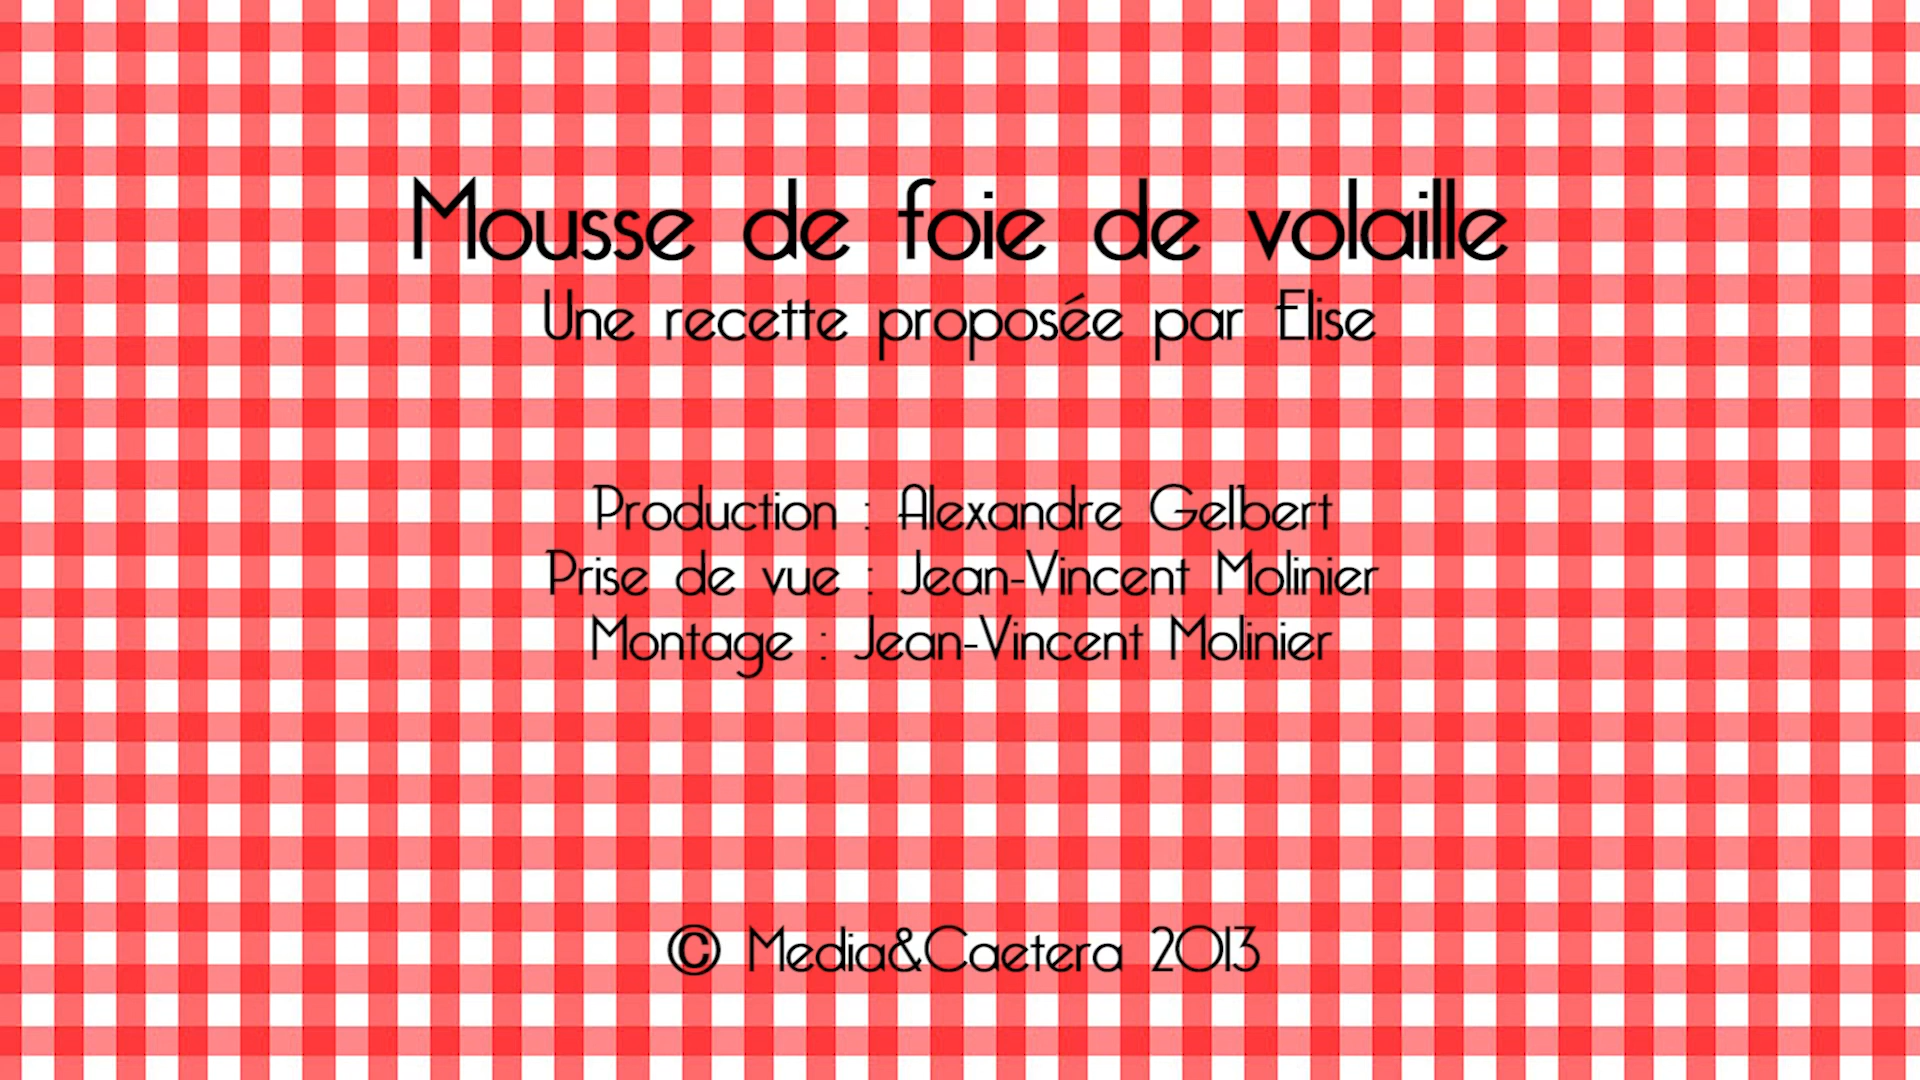 Mousse de foie de volaille
Une recette proposée par Elise
Production : Alexandre Gelbert
Prise de vue : Jean-Vincent Molinier
Montage : Jean-Vincent Molinier
© Media&Caetera 2013